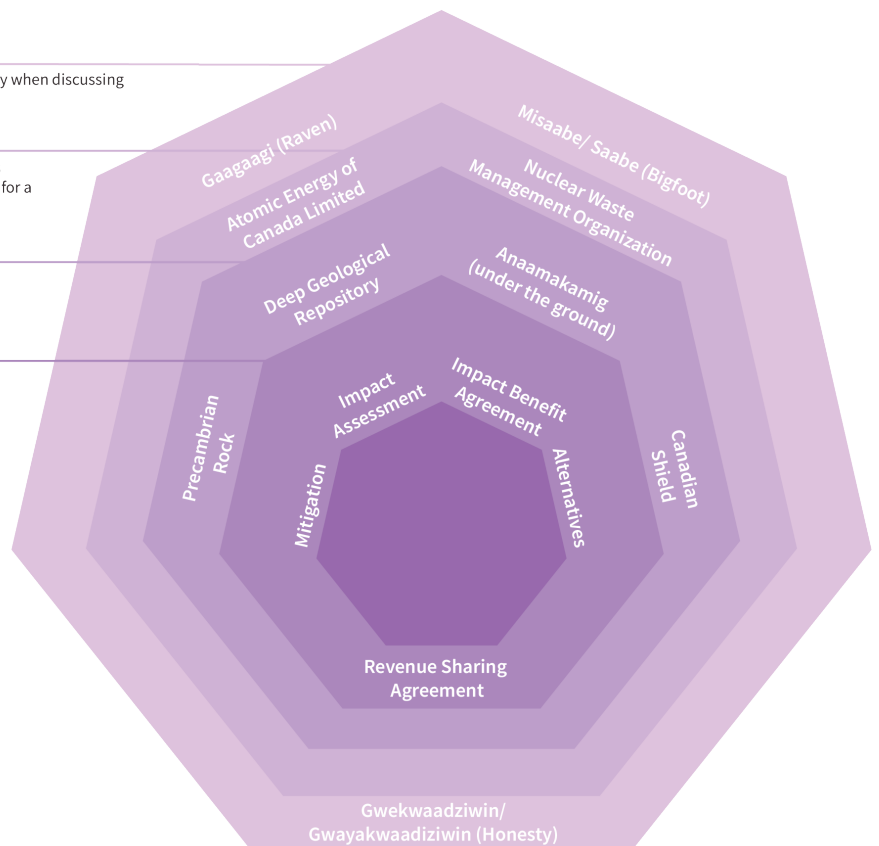 y when discussing
for a
Gaagaagi (Raven)
Misaabe/ Saabe (Bigfoot)
Atomic Energy of
Canada Limited
Nuclear Waste
Management Organization
Deep Geological
Repository
Anaamakamig
(under the ground)
Impact
Assessment
Impact Benefit
Agreement
Precambrian
Rock
Canadian
Shield
Mitigation
Alternatives
Revenue Sharing
Agreement
Gwekwaadziwin/
Gwayakwaadiziwin (Honesty)